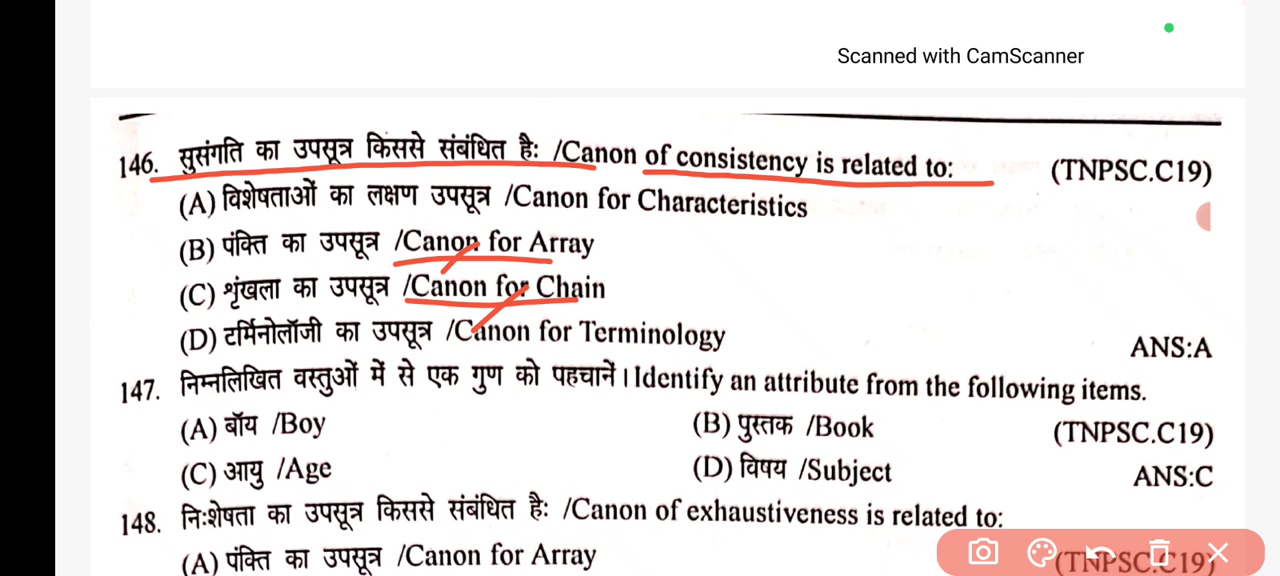 Scanned with CamScanner
146. सुसंगति का उपसूत्र किससे संबंधित है: /Canon of consistency is related to: (TNPSC.C19)
(A) विशेषताओं का लक्षण उपसूत्र /Canon for Characteristics
(B) पंक्ति का उपसूत्र /Canon for Array
(C) शृंखला का उपसूत्र /Canon for Chain
(D) टर्मिनोलॉजी का उपसूत्र /Canon for Terminology ANS:A
147. निम्नलिखित वस्तुओं में से एक गुण को पहचानें। Identify an attribute from the following items.
(A) बॉय /Boy (B) पुस्तक /Book (TNPSC.C19)
(C) आयु /Age (D) विषय /Subject ANS:C
148. निःशेषता का उपसूत्र किससे संबंधित है: /Canon of exhaustiveness is related to:
(A) पंक्ति का उपसूत्र /Canon for Array (TNPSC.C19)